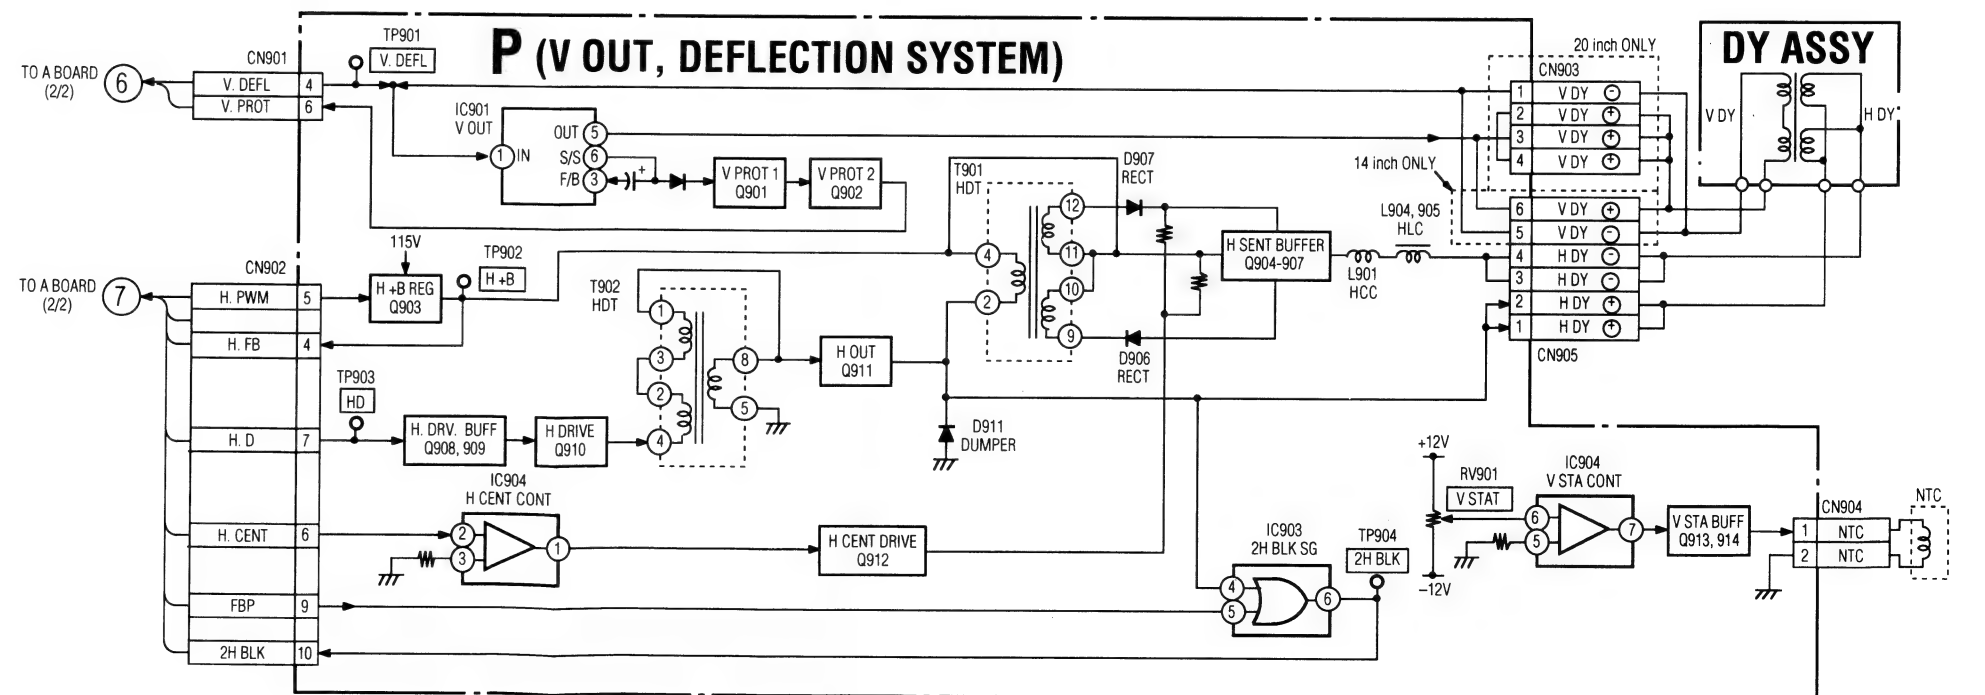 P (V OUT, DEFLECTION SYSTEM)
TO A BOARD
(2/2)
6
CN901
V. DEFL 4
V. PROT 6
TP901
V. DEFL
IC901
V OUT
1 IN
OUT 5
S/S 6
F/B 3
+
V PROT 1
Q901
V PROT 2
Q902
20 inch ONLY
CN903
1 V DY -
2 V DY +
3 V DY +
4 V DY +
14 inch ONLY
6 V DY +
5 V DY -
4 H DY -
3 H DY -
2 H DY +
1 H DY +
CN905
DY ASSY
V DY
H DY
TO A BOARD
(2/2)
7
CN902
H. PWM 5
H. FB 4
H. D 7
H. CENT 6
FBP 9
2H BLK 10
115V
H +B REG
Q903
TP902
H +B
T902
HDT
1
3
2
4
8
5
T901
HDT
4
2
12
11
10
9
D907
RECT
D906
RECT
H SENT BUFFER
Q904-907
L901
HCC
L904, 905
HLC
TP903
HD
H. DRV. BUFF
Q908, 909
H DRIVE
Q910
H OUT
Q911
D911
DUMPER
IC904
H CENT CONT
2
3
1
H CENT DRIVE
Q912
IC903
2H BLK SG
4
5
6
TP904
2H BLK
+12V
−12V
RV901
V STAT
IC904
V STA CONT
6
5
7
V STA BUFF
Q913, 914
CN904
1 NTC
2 NTC
NTC